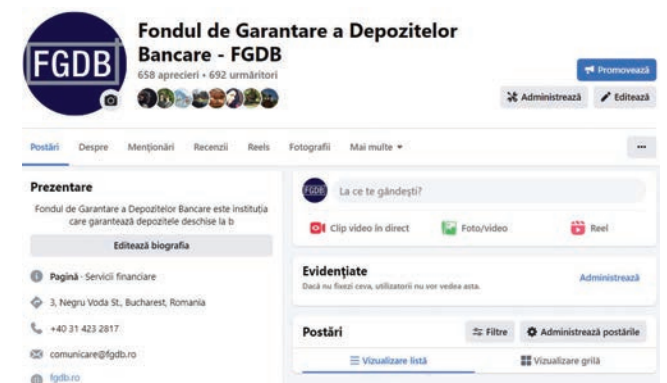 FGDB
Fondul de Garantare a Depozitelor
Bancare - FGDB
658 aprecieri • 692 urmăritori
Promovează
Administrează
Editează
Postări
Despre
Menționări
Recenzii
Reels
Fotografii
Mai multe
Prezentare
Fondul de Garantare a Depozitelor Bancare este instituția
care garantează depozitele deschise la b
Editează biografia
Pagină · Servicii financiare
3, Negru Voda St., Bucharest, Romania
+40 31 423 2817
comunicare@fgdb.ro
fgdb.ro
FGDB
La ce te gândești?
Clip video în direct
Foto/video
Reel
Evidențiate
Administrează
Dacă nu fixezi ceva, utilizatorii nu vor vedea asta.
Postări
Filtre
Administrează postările
Vizualizare listă
Vizualizare grilă